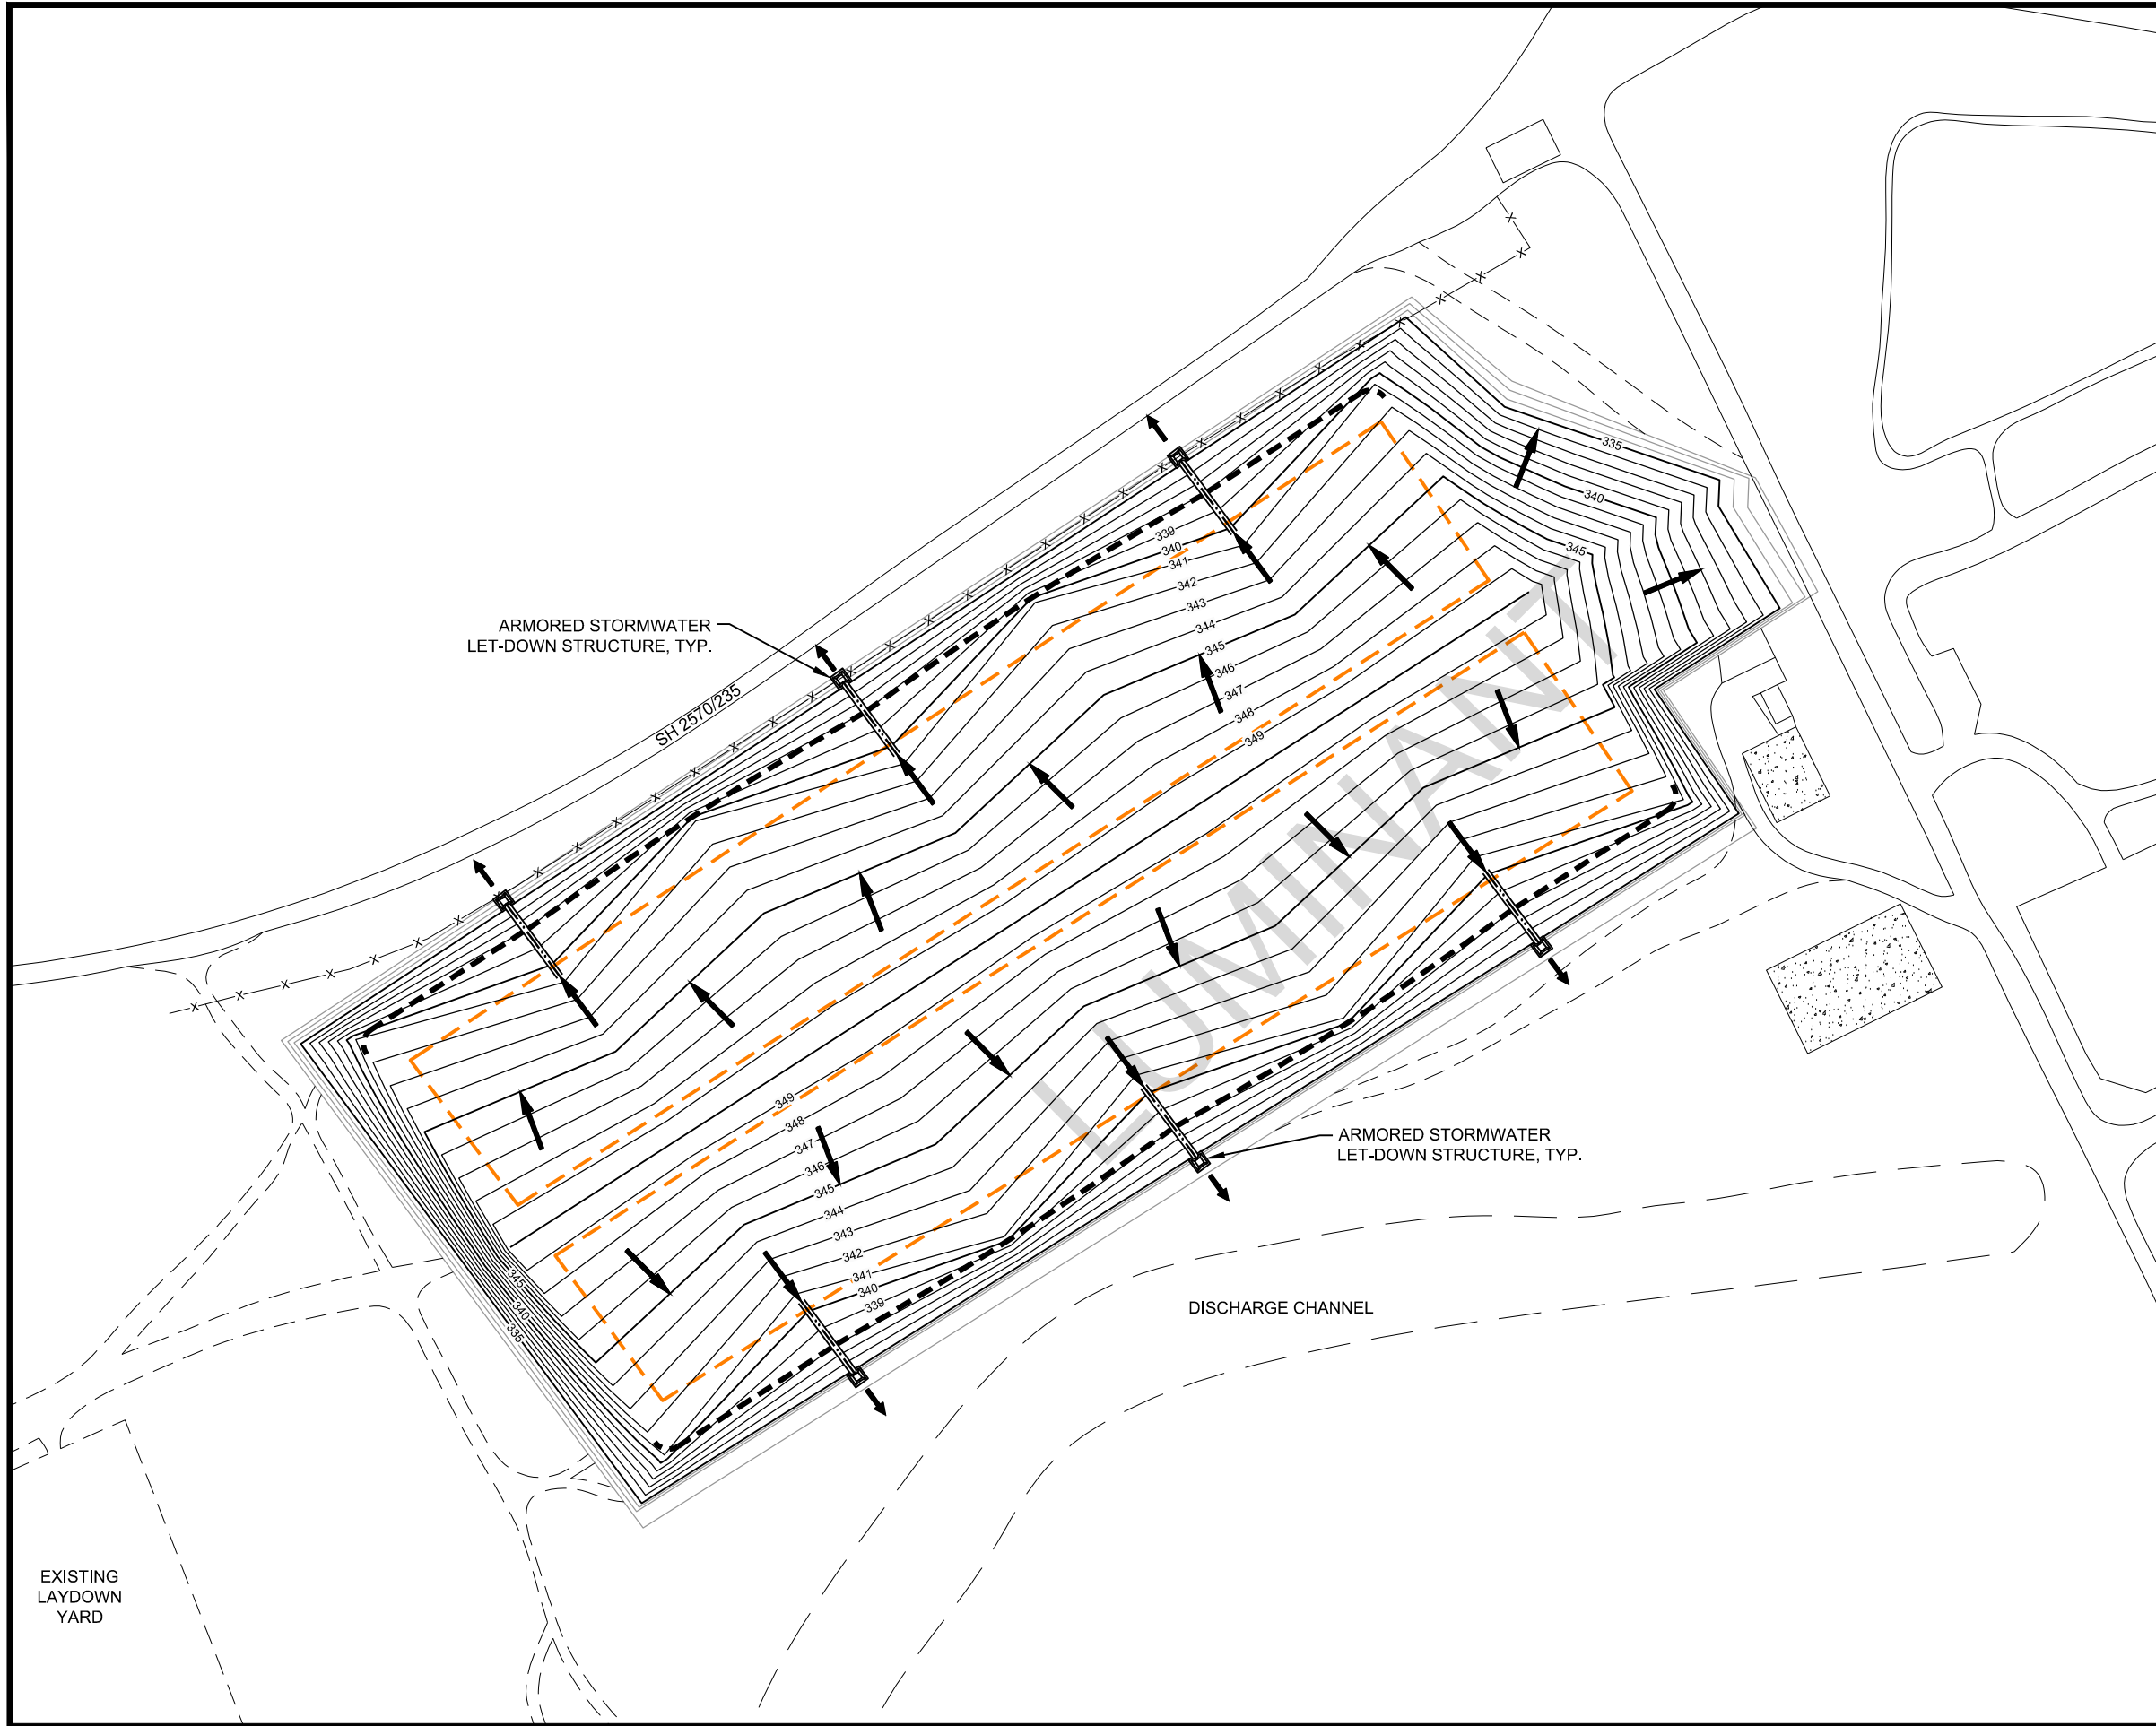 335
340
345
339
340
341
342
343
344
345
346
347
348
349
ARMORED STORMWATER
LET-DOWN STRUCTURE, TYP.
SH 2570/235
LUMINANT
349
348
347
346
345
344
343
342
341
340
339
345
340
335
ARMORED STORMWATER
LET-DOWN STRUCTURE, TYP.
DISCHARGE CHANNEL
EXISTING
LAYDOWN
YARD